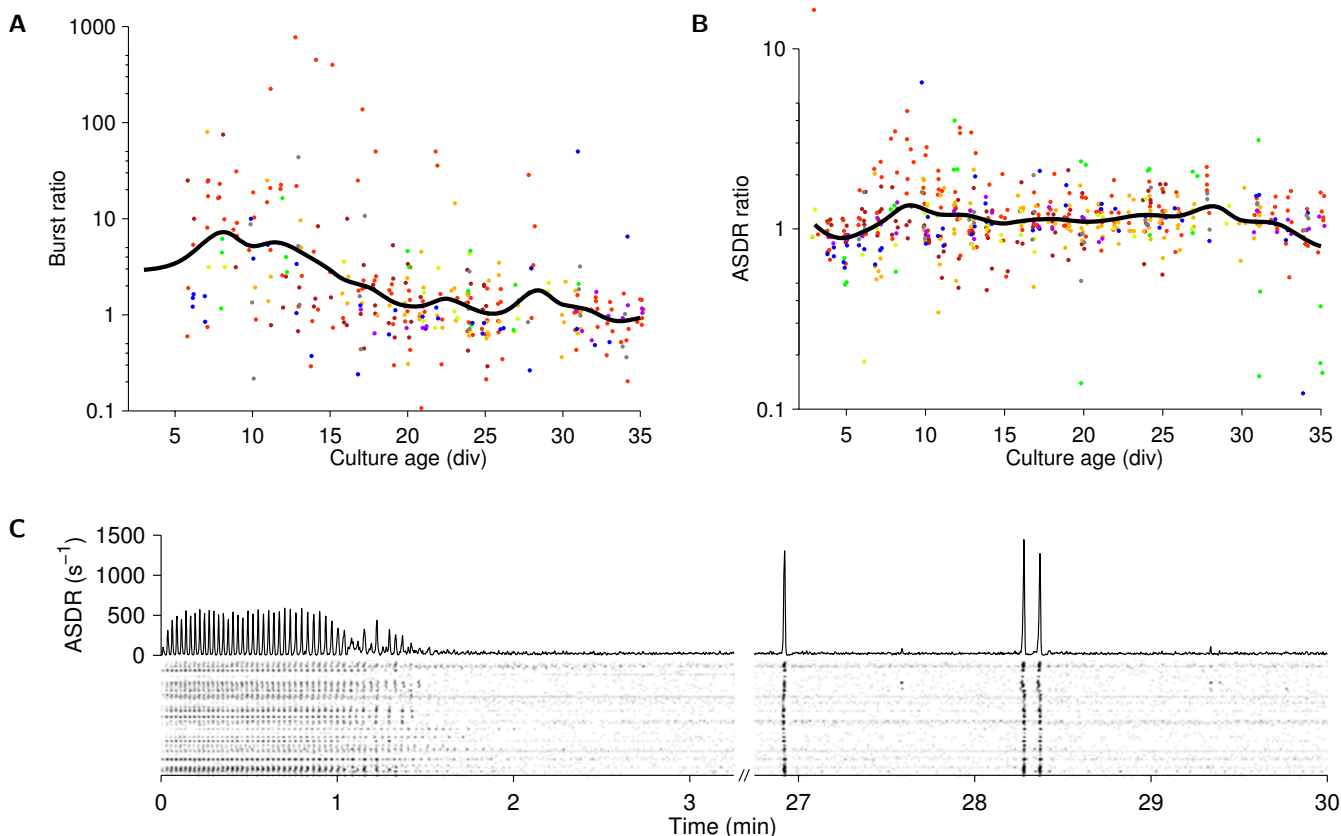 A
Burst ratio
1000
100
10
1
0.1
5 10 15 20 25 30 35
Culture age (div)
B
ASDR ratio
10
1
0.1
5 10 15 20 25 30 35
Culture age (div)
C
ASDR (s⁻¹)
1500
1000
500
0
0 1 2 3 // 27 28 29 30
Time (min)